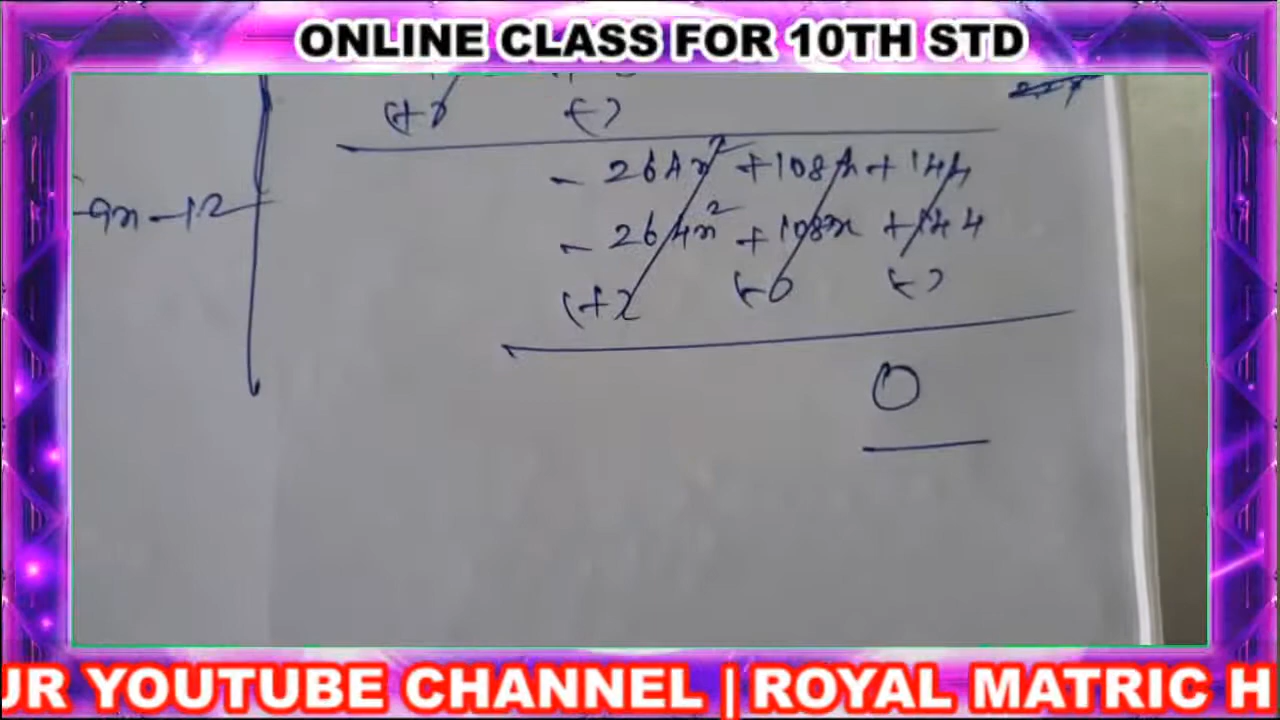 ONLINE CLASS FOR 10TH STD
(+) (-)
- 264x² + 108x + 144
-9x - 12
- 264x² + 108x + 144
(+) (-) (-)
0
UR YOUTUBE CHANNEL | ROYAL MATRIC H